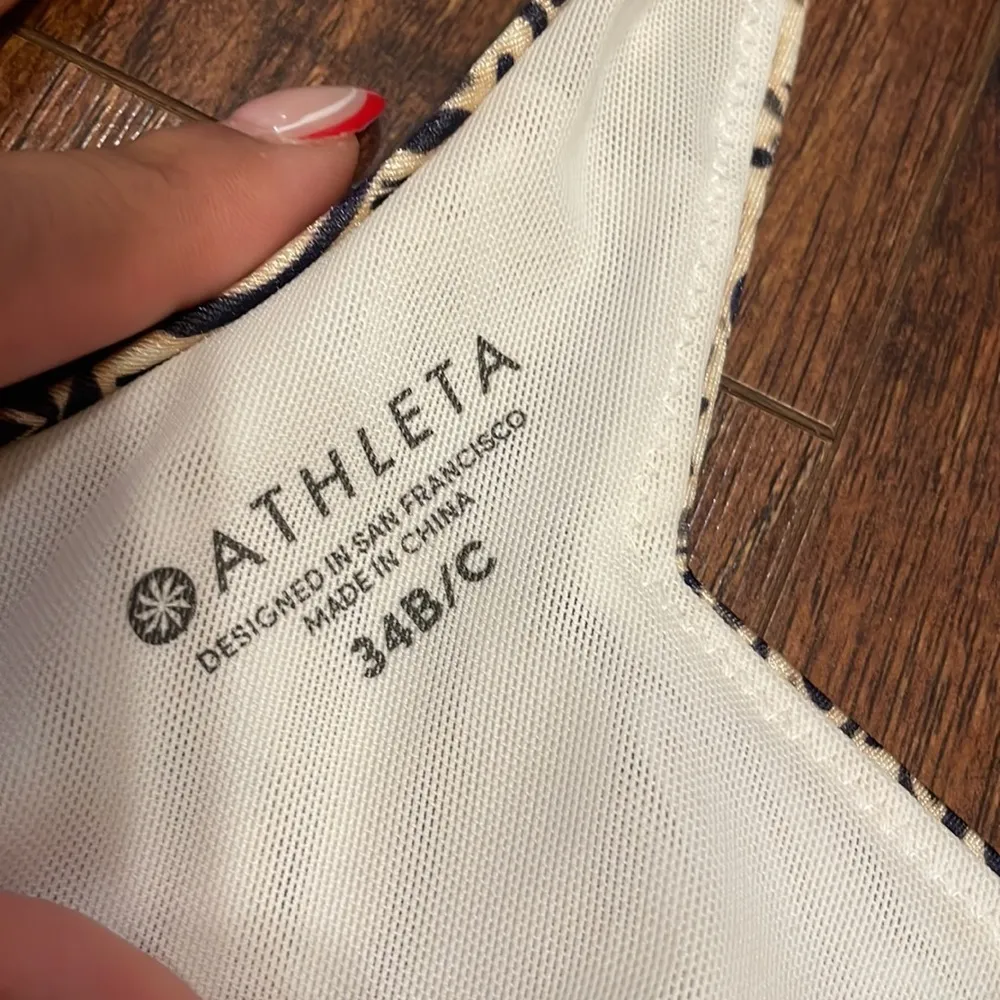 ATHLETA
DESIGNED IN SAN FRANCISCO
MADE IN CHINA
34B/C